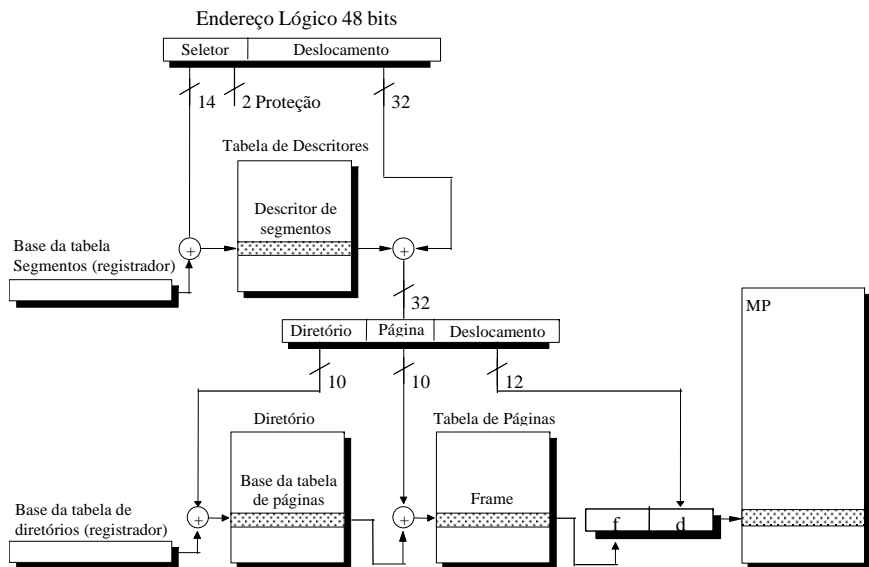 Endereço Lógico 48 bits
Seletor Deslocamento
14 2 Proteção 32
Tabela de Descritores
Descritor de
segmentos
+ +
Base da tabela
Segmentos (registrador)
32
MP
Diretório Página Deslocamento
10 10 12
Diretório Tabela de Páginas
Base da tabela
de páginas
Frame
Base da tabela de
diretórios (registrador)
+ + f d